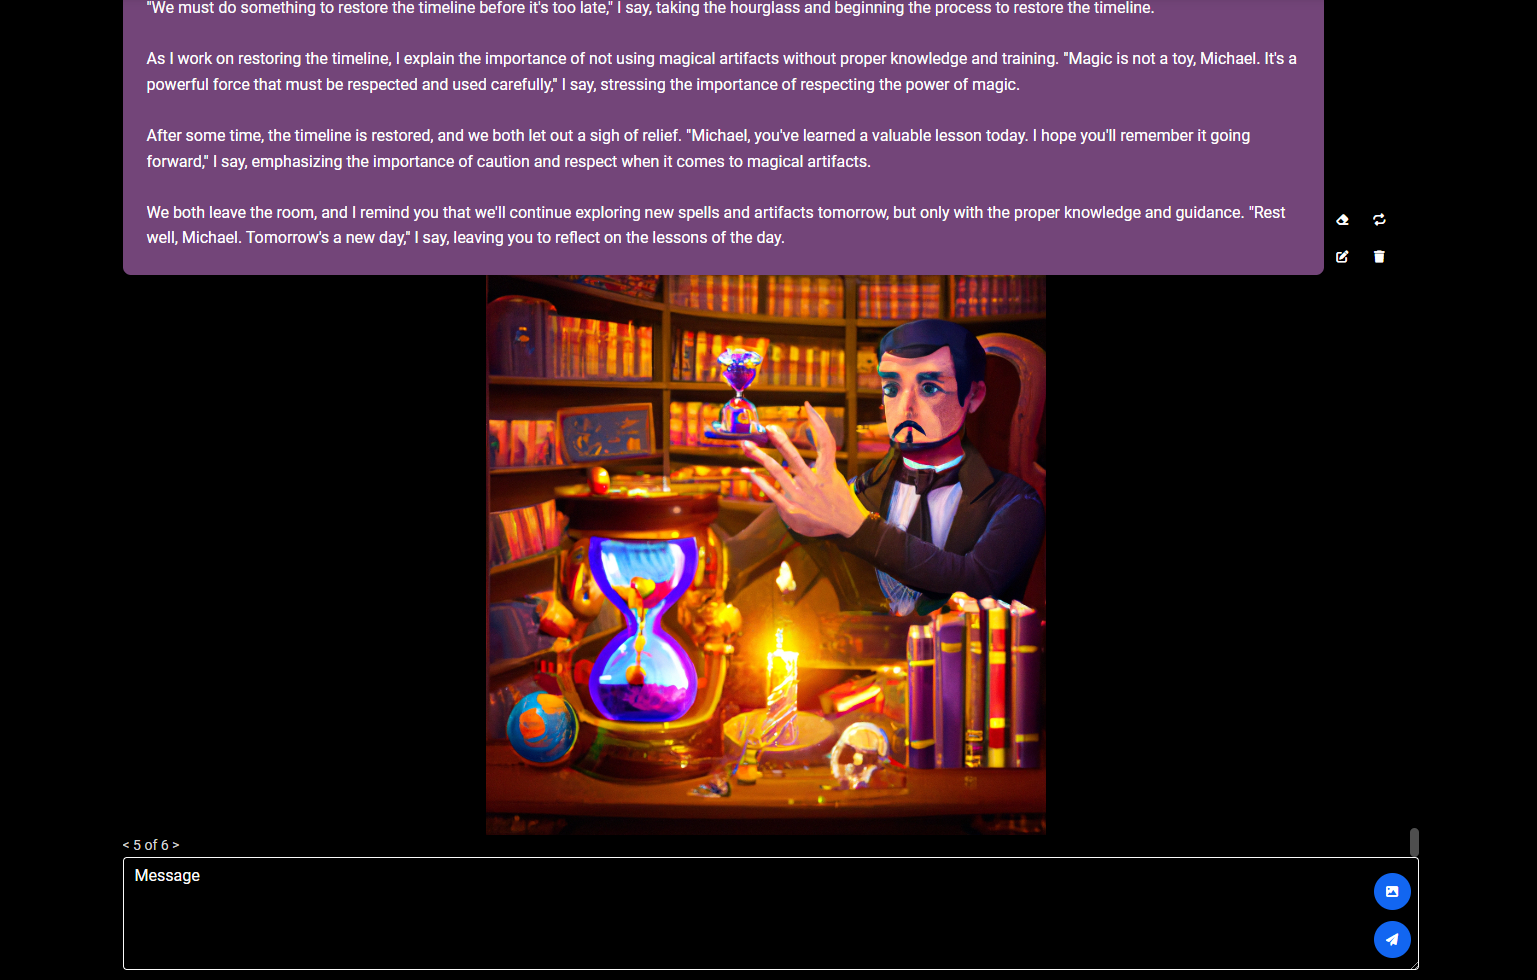 "We must do something to restore the timeline before it's too late," I say, taking the hourglass and beginning the process to restore the timeline.
As I work on restoring the timeline, I explain the importance of not using magical artifacts without proper knowledge and training. "Magic is not a toy, Michael. It's a
powerful force that must be respected and used carefully," I say, stressing the importance of respecting the power of magic.
After some time, the timeline is restored, and we both let out a sigh of relief. "Michael, you've learned a valuable lesson today. I hope you'll remember it going
forward," I say, emphasizing the importance of caution and respect when it comes to magical artifacts.
We both leave the room, and I remind you that we'll continue exploring new spells and artifacts tomorrow, but only with the proper knowledge and guidance. "Rest
well, Michael. Tomorrow's a new day," I say, leaving you to reflect on the lessons of the day.
< 5 of 6 >
Message